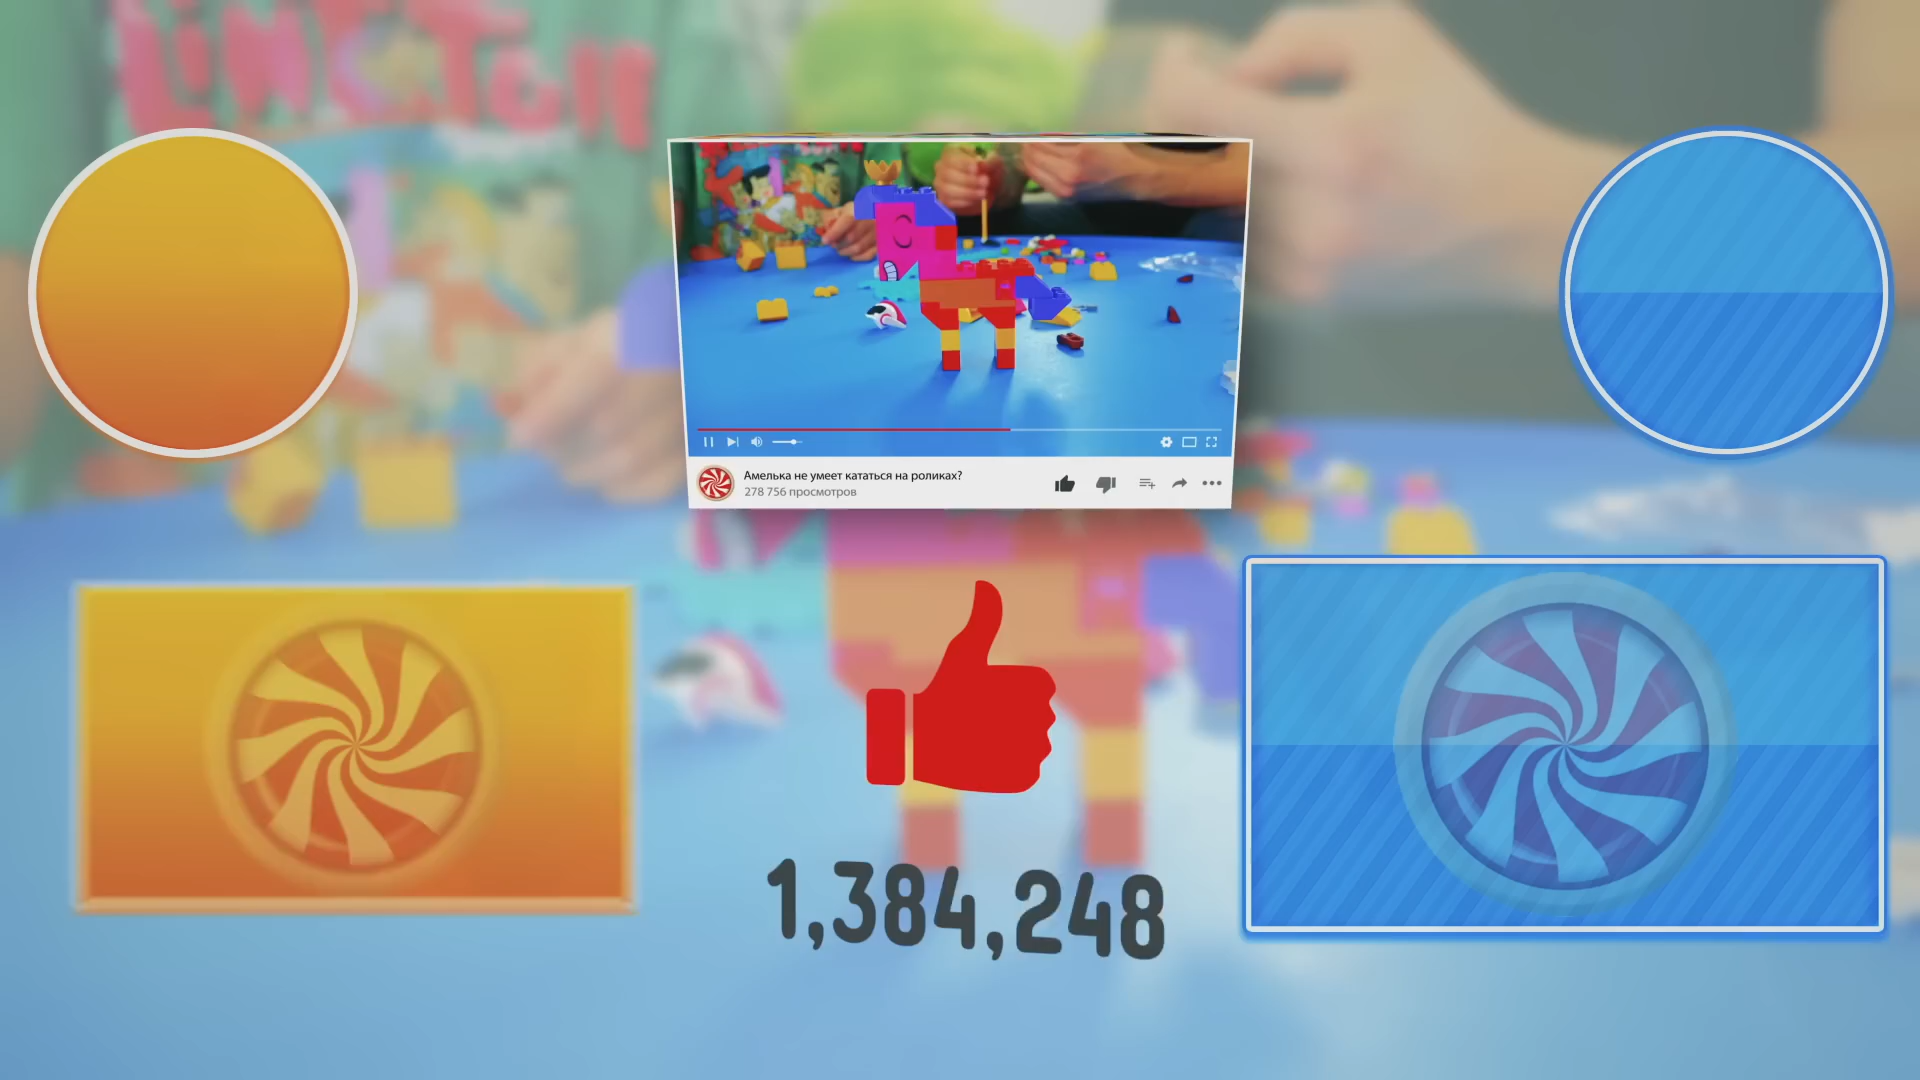 Амелька не умеет кататься на роликах?
278 756 просмотров
1,384,248